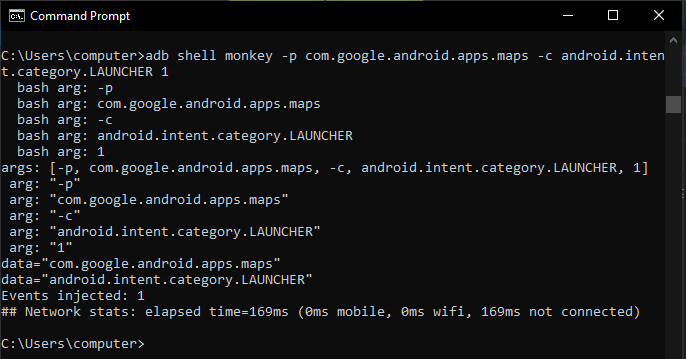 Command Prompt
C:\Users\computer>adb shell monkey -p com.google.android.apps.maps -c android.inten
t.category.LAUNCHER 1
  bash arg: -p
  bash arg: com.google.android.apps.maps
  bash arg: -c
  bash arg: android.intent.category.LAUNCHER
  bash arg: 1
args: [-p, com.google.android.apps.maps, -c, android.intent.category.LAUNCHER, 1]
 arg: "-p"
 arg: "com.google.android.apps.maps"
 arg: "-c"
 arg: "android.intent.category.LAUNCHER"
 arg: "1"
data="com.google.android.apps.maps"
data="android.intent.category.LAUNCHER"
Events injected: 1
## Network stats: elapsed time=169ms (0ms mobile, 0ms wifi, 169ms not connected)
C:\Users\computer>